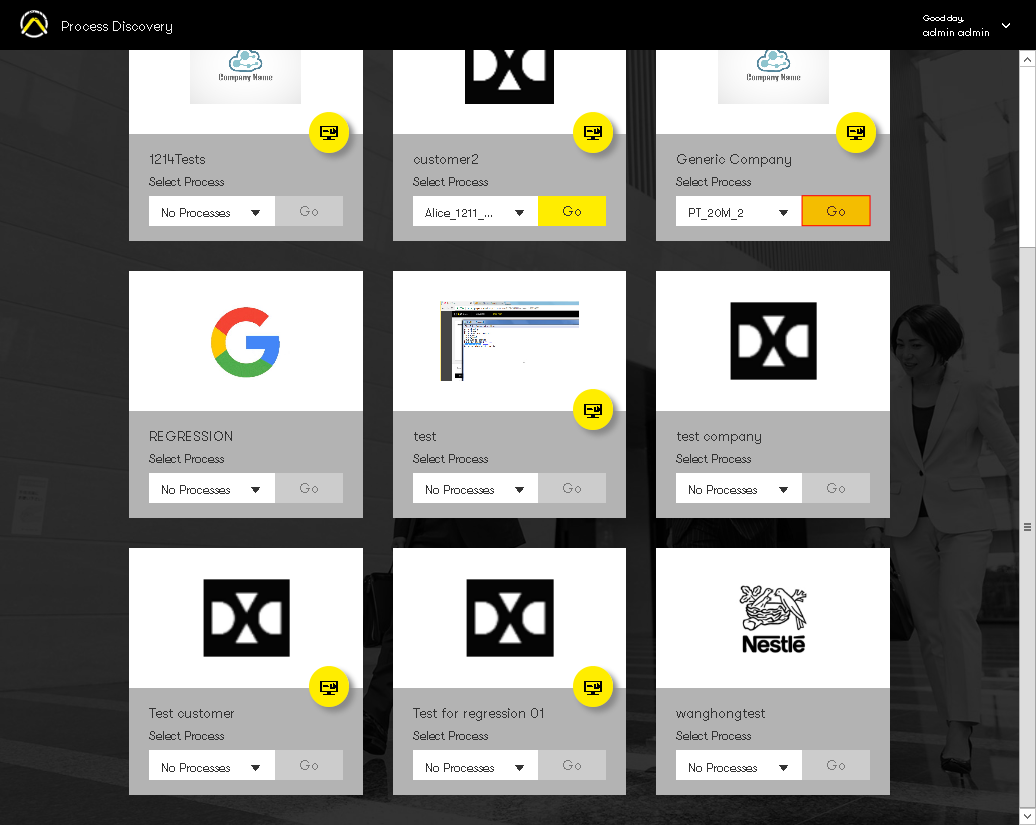 Process Discovery
Good day,
admin admin
Company Name
Company Name
1214Tests
Select Process
No Processes
Go
customer2
Select Process
Alice_1211_...
Go
Generic Company
Select Process
PT_20M_2
Go
REGRESSION
Select Process
No Processes
Go
test
Select Process
No Processes
Go
test company
Select Process
No Processes
Go
Test customer
Select Process
No Processes
Go
Test for regression 01
Select Process
No Processes
Go
Nestlé
wanghongtest
Select Process
No Processes
Go